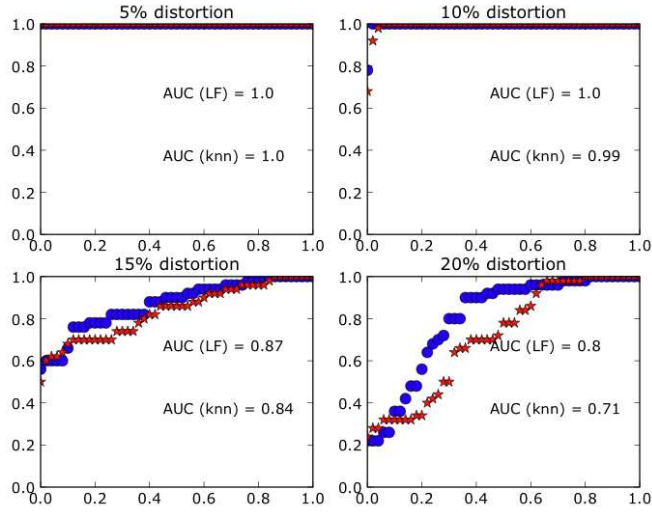 5% distortion
1.0
0.8
0.6
0.4
0.2
0.0
AUC (LF) = 1.0
AUC (knn) = 1.0
0.0 0.2 0.4 0.6 0.8 1.0
10% distortion
1.0
0.8
0.6
0.4
0.2
0.0
AUC (LF) = 1.0
AUC (knn) = 0.99
0.0 0.2 0.4 0.6 0.8 1.0
15% distortion
1.0
0.8
0.6
0.4
0.2
0.0
AUC (LF) = 0.87
AUC (knn) = 0.84
0.0 0.2 0.4 0.6 0.8 1.0
20% distortion
1.0
0.8
0.6
0.4
0.2
0.0
AUC (LF) = 0.8
AUC (knn) = 0.71
0.0 0.2 0.4 0.6 0.8 1.0